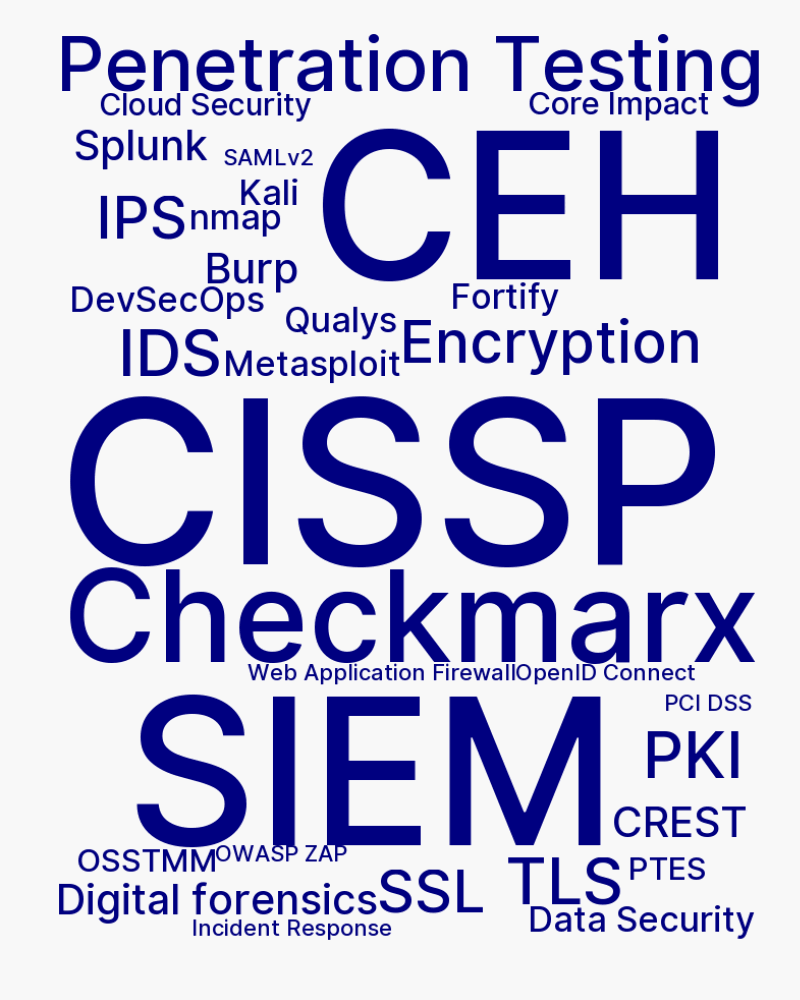 Penetration Testing
Cloud Security
Core Impact
Splunk
SAMLv2
CEH
Kali
IPS
nmap
Burp
DevSecOps
Fortify
Qualys
Encryption
IDS
Metasploit
CISSP
Checkmarx
Web Application Firewall
OpenID Connect
SIEM
PCI DSS
PKI
CREST
OSSTMM
OWASP ZAP
TLS
PTES
Digital forensics
SSL
Data Security
Incident Response